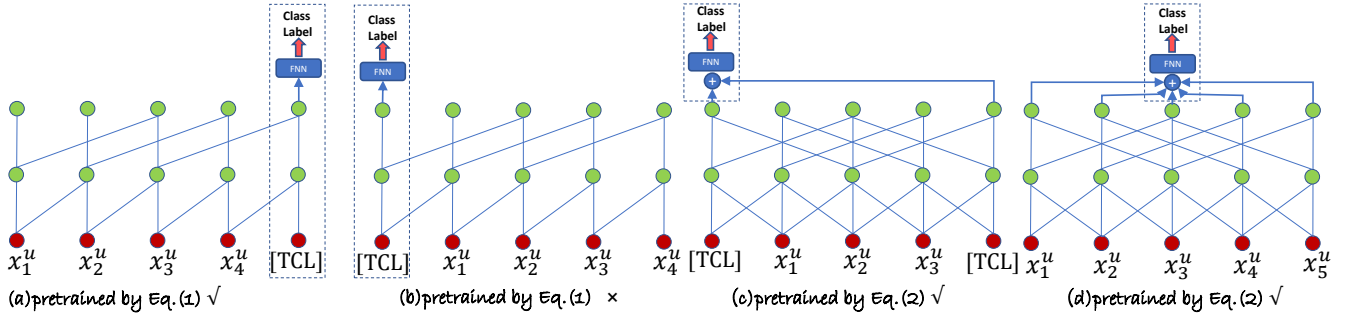 Class
Label
FNN
Class
Label
FNN
Class
Label
FNN
+
Class
Label
FNN
+
x₁ᵘ x₂ᵘ x₃ᵘ x₄ᵘ [TCL]
[TCL] x₁ᵘ x₂ᵘ x₃ᵘ x₄ᵘ
[TCL] x₁ᵘ x₂ᵘ x₃ᵘ [TCL]
x₁ᵘ x₂ᵘ x₃ᵘ x₄ᵘ x₅ᵘ
(a)pretrained by Eq.(1) √
(b)pretrained by Eq.(1) ×
(c)pretrained by Eq.(2) √
(d)pretrained by Eq.(2) √